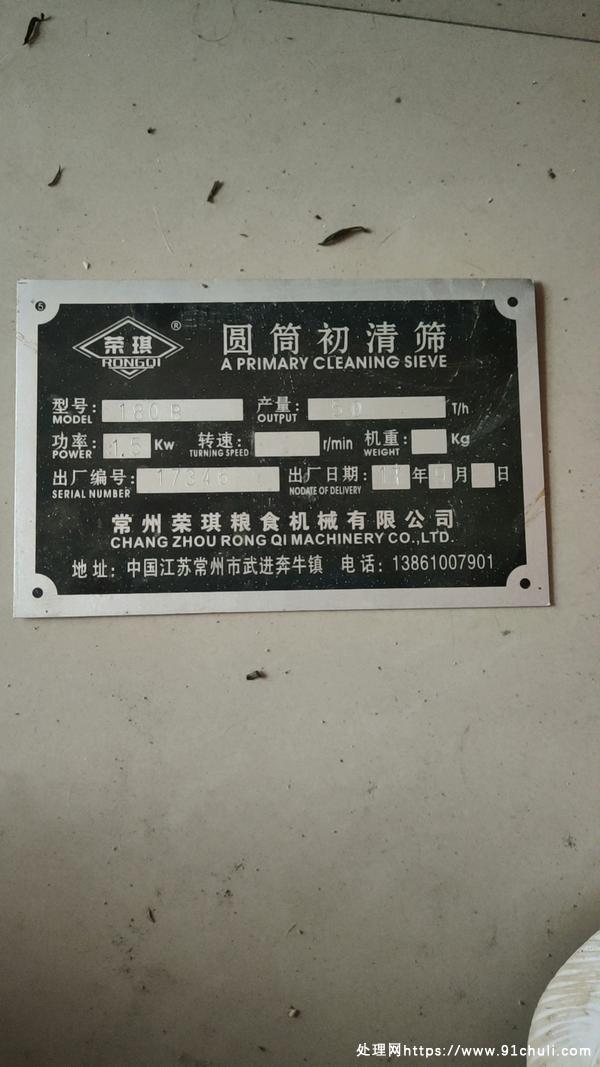 荣琪 ®
RONGQI
圆筒初清筛
A PRIMARY CLEANING SIEVE
型号: 180 B 产量: 50 T/h
MODEL OUTPUT
功率: 1.5 Kw 转速: r/min 机重: Kg
POWER TURNING SPEED WEIGHT
出厂编号: 17346 出厂日期: 年 月 日
SERIAL NUMBER NODATE OF DELIVERY
常州荣琪粮食机械有限公司
CHANG ZHOU RONG QI MACHINERY CO.,LTD.
地址: 中国江苏常州市武进奔牛镇 电话: 13861007901
处理网https://www.91chuli.com